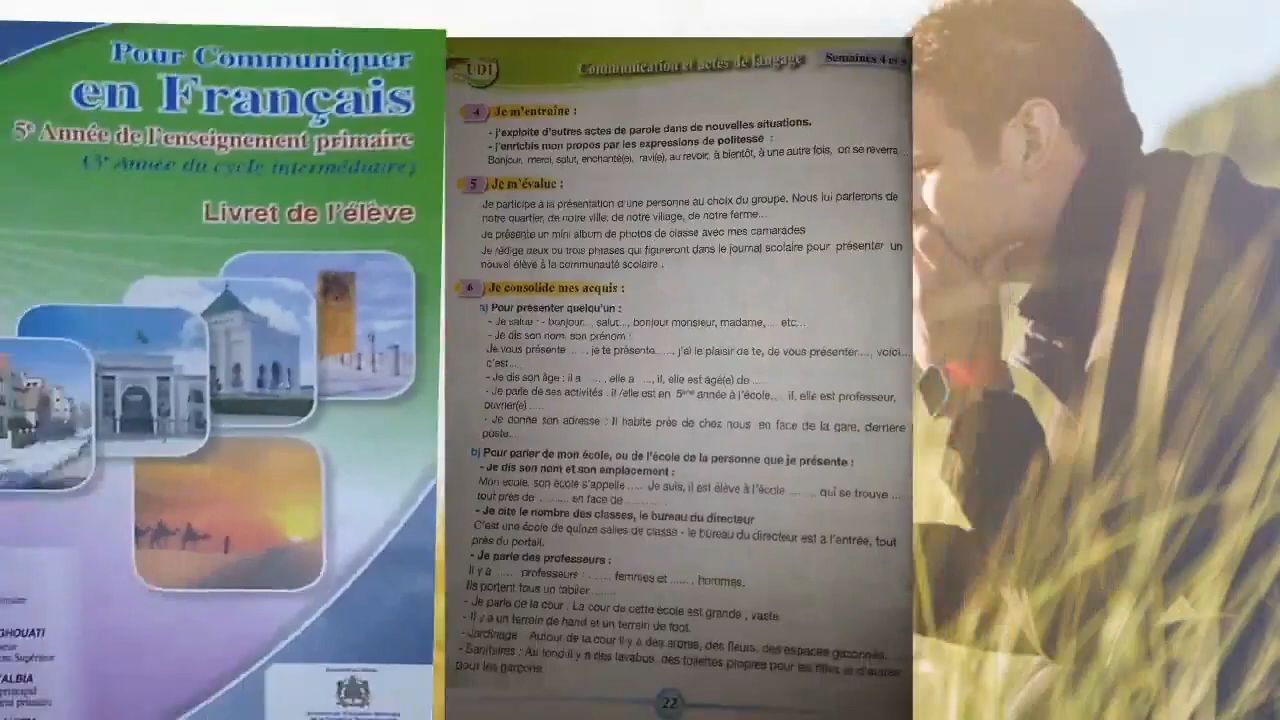 Pour Communiquer
en Français
5e Année de l'enseignement primaire
(3e Année du cycle intermédiaire)
Livret de l'élève
GHOUATI
Supérieur
ALBIA
principal
primaire
UD1
Communication et actes de langage
Semaines 4 et 5
4 Je m'entraîne :
- j'exploite d'autres actes de parole dans de nouvelles situations.
- j'enrichis mon propos par les expressions de politesse :
Bonjour, merci, salut, enchanté(e), ravi(e), au revoir, à bientôt, à une autre fois, on se reverra...
5 Je m'évalue :
Je participe à la présentation d'une personne au choix du groupe. Nous lui parlerons de
notre quartier, de notre ville, de notre village, de notre ferme...
Je présente un mini album de photos de classe avec mes camarades
Je rédige deux ou trois phrases qui figureront dans le journal scolaire pour présenter un
nouvel élève à la communauté scolaire .
6 Je consolide mes acquis :
a) Pour présenter quelqu'un :
- Je salue : - bonjour..., salut..., bonjour monsieur, madame, ... etc...
- Je dis son nom, son prénom :
Je vous présente ......, je te présente......, j'ai le plaisir de te, de vous présenter...., voici...
c'est....
- Je dis son âge : il a ...., elle a ...., il, elle est âgé(e) de .....
- Je parle de ses activités : il /elle est en 5ème année à l'école.... il, elle est professeur,
ouvrier(e) .....
- Je donne son adresse : Il habite près de chez nous en face de la gare, derrière
poste...
b) Pour parler de mon école, ou de l'école de la personne que je présente :
- Je dis son nom et son emplacement :
Mon école, son école s'appelle ..... Je suis, il est élève à l'école ........ qui se trouve ...
tout près de ......... en face de ............
- Je cite le nombre des classes, le bureau du directeur
C'est une école de quinze salles de classe - le bureau du directeur est à l'entrée, tout
près du portail.
- Je parle des professeurs :
Il y a ..... professeurs : ...... femmes et ...... hommes.
Ils portent tous un tablier.......
- Je parle de la cour : La cour de cette école est grande , vaste.
- Il y a un terrain de hand et un terrain de foot.
- Jardinage : Autour de la cour il y a des arbres, des fleurs, des espaces gazonnés.
- Sanitaires : Au fond il y a des lavabos, des toilettes propres pour les filles et d'autres
pour les garçons.
22